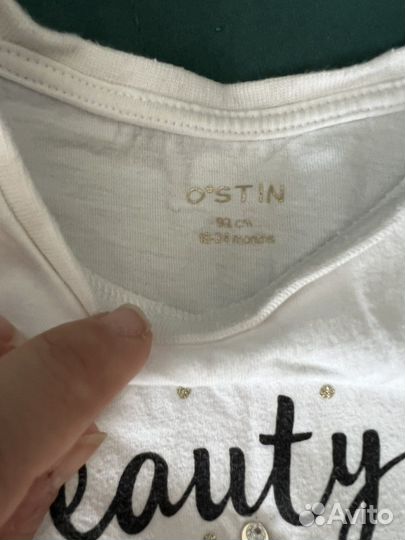 O'STIN
92 cm
18-24 months
eauty
Avito